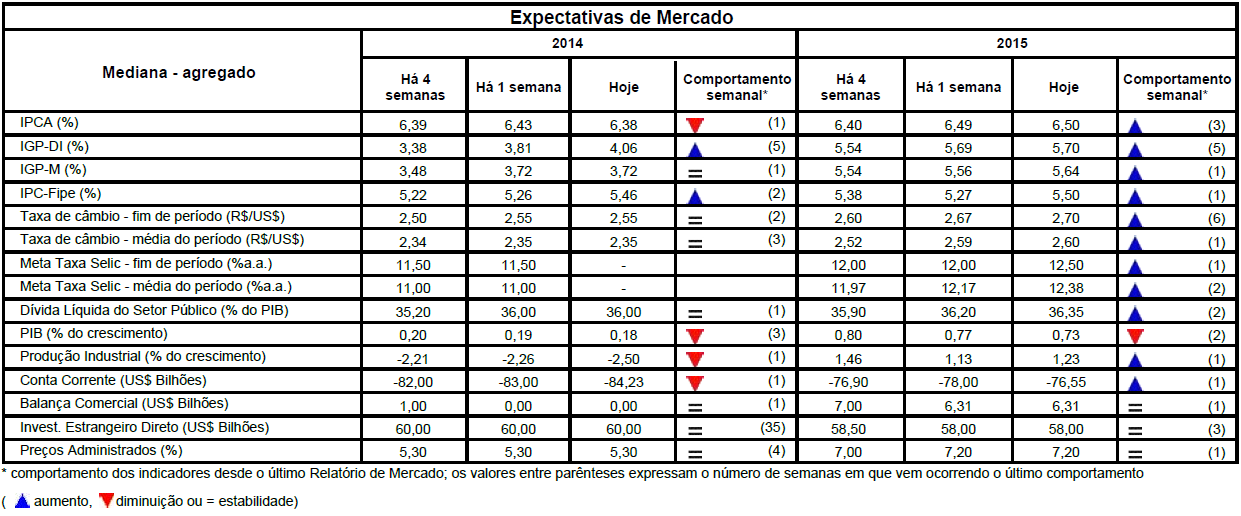 Expectativas de Mercado
Mediana - agregado 2014 2015
Há 4 semanas Há 1 semana Hoje Comportamento semanal* Há 4 semanas Há 1 semana Hoje Comportamento semanal*
IPCA (%) 6,39 6,43 6,38 ▼ (1) 6,40 6,49 6,50 ▲ (3)
IGP-DI (%) 3,38 3,81 4,06 ▲ (5) 5,54 5,69 5,70 ▲ (5)
IGP-M (%) 3,48 3,72 3,72 = (1) 5,54 5,56 5,64 ▲ (1)
IPC-Fipe (%) 5,22 5,26 5,46 ▲ (2) 5,38 5,27 5,50 ▲ (1)
Taxa de câmbio - fim de período (R$/US$) 2,50 2,55 2,55 = (2) 2,60 2,67 2,70 ▲ (6)
Taxa de câmbio - média do período (R$/US$) 2,34 2,35 2,35 = (3) 2,52 2,59 2,60 ▲ (1)
Meta Taxa Selic - fim de período (%a.a.) 11,50 11,50 - 12,00 12,00 12,50 ▲ (1)
Meta Taxa Selic - média do período (%a.a.) 11,00 11,00 - 11,97 12,17 12,38 ▲ (2)
Dívida Líquida do Setor Público (% do PIB) 35,20 36,00 36,00 = (1) 35,90 36,20 36,35 ▲ (2)
PIB (% do crescimento) 0,20 0,19 0,18 ▼ (3) 0,80 0,77 0,73 ▼ (2)
Produção Industrial (% do crescimento) -2,21 -2,26 -2,50 ▼ (1) 1,46 1,13 1,23 ▲ (1)
Conta Corrente (US$ Bilhões) -82,00 -83,00 -84,23 ▼ (1) -76,90 -78,00 -76,55 ▲ (1)
Balança Comercial (US$ Bilhões) 1,00 0,00 0,00 = (1) 7,00 6,31 6,31 = (1)
Invest. Estrangeiro Direto (US$ Bilhões) 60,00 60,00 60,00 = (35) 58,50 58,00 58,00 = (3)
Preços Administrados (%) 5,30 5,30 5,30 = (4) 7,00 7,20 7,20 = (1)
* comportamento dos indicadores desde o último Relatório de Mercado; os valores entre parênteses expressam o número de semanas em que vem ocorrendo o último comportamento
( ▲ aumento, ▼ diminuição ou = estabilidade)